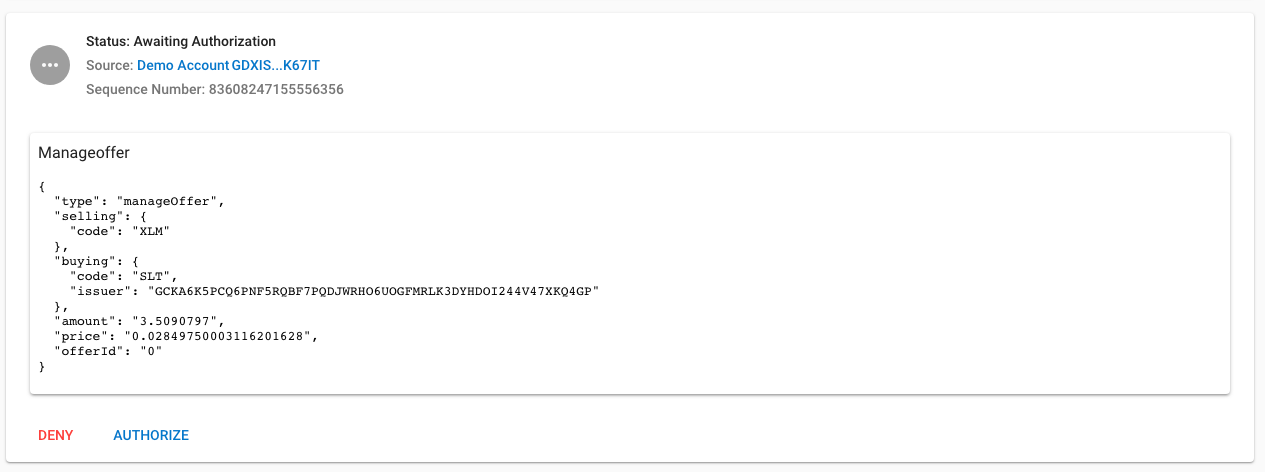 Status: Awaiting Authorization
Source: Demo Account GDXIS...K67IT
Sequence Number: 83608247155556356
Manageoffer
{
"type": "manageOffer",
"selling": {
"code": "XLM"
},
"buying": {
"code": "SLT",
"issuer": "GCKA6K5PCQ6PNF5RQBF7PQDJWRHO6UOGFMRLK3DYHDOI244V47XKQ4GP"
},
"amount": "3.5090797",
"price": "0.02849750003116201628",
"offerId": "0"
}
DENY AUTHORIZE